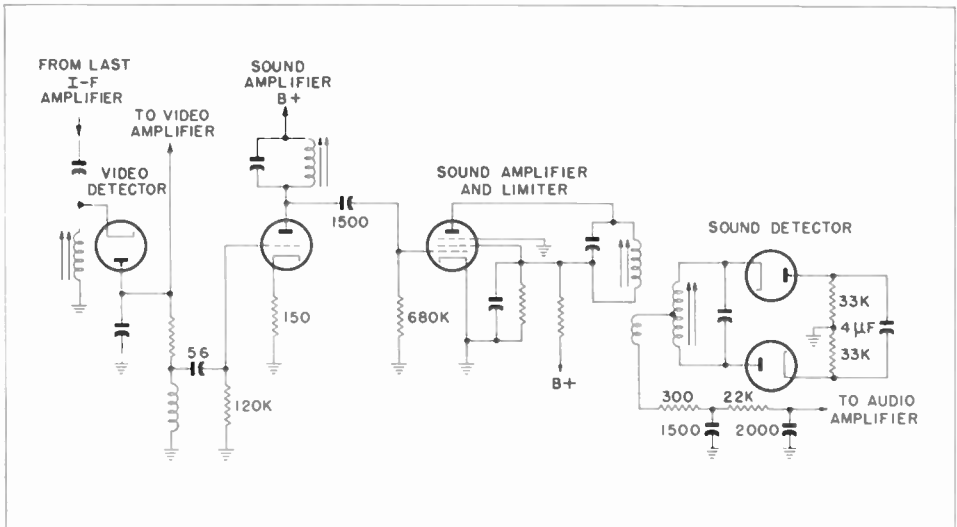 FROM LAST
I-F
AMPLIFIER
TO VIDEO
AMPLIFIER
VIDEO
DETECTOR
SOUND
AMPLIFIER
B+
SOUND AMPLIFIER
AND LIMITER
SOUND DETECTOR
1500
56
150
120K
680K
B+
33K
4µF
33K
300
22K
1500
2000
TO AUDIO
AMPLIFIER